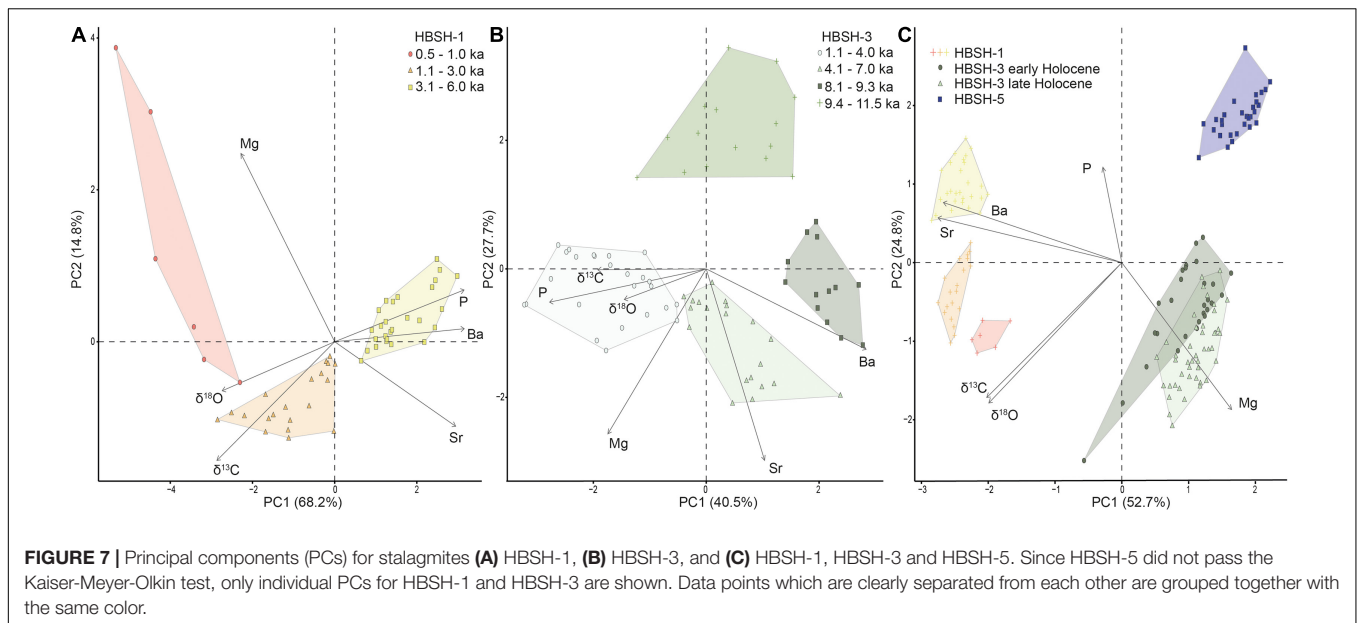 A
HBSH-1
0.5 - 1.0 ka
1.1 - 3.0 ka
3.1 - 6.0 ka
4
2
0
PC2 (14.8%)
Mg
P
Ba
Sr
δ18O
δ13C
-4
-2
0
2
PC1 (68.2%)
B
HBSH-3
1.1 - 4.0 ka
4.1 - 7.0 ka
8.1 - 9.3 ka
9.4 - 11.5 ka
2
0
-2
PC2 (27.7%)
δ13C
P
δ18O
Mg
Sr
Ba
-2
0
2
PC1 (40.5%)
C
HBSH-1
HBSH-3 early Holocene
HBSH-3 late Holocene
HBSH-5
2
1
0
-1
-2
PC2 (24.8%)
P
Ba
Sr
δ13C
δ18O
Mg
-3
-2
-1
0
1
2
PC1 (52.7%)
FIGURE 7 | Principal components (PCs) for stalagmites (A) HBSH-1, (B) HBSH-3, and (C) HBSH-1, HBSH-3 and HBSH-5. Since HBSH-5 did not pass the
Kaiser-Meyer-Olkin test, only individual PCs for HBSH-1 and HBSH-3 are shown. Data points which are clearly separated from each other are grouped together with
the same color.